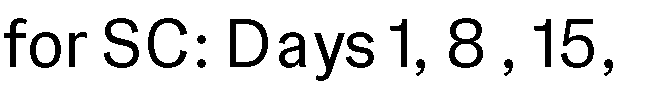 for SC: Days 1, 8 , 15,